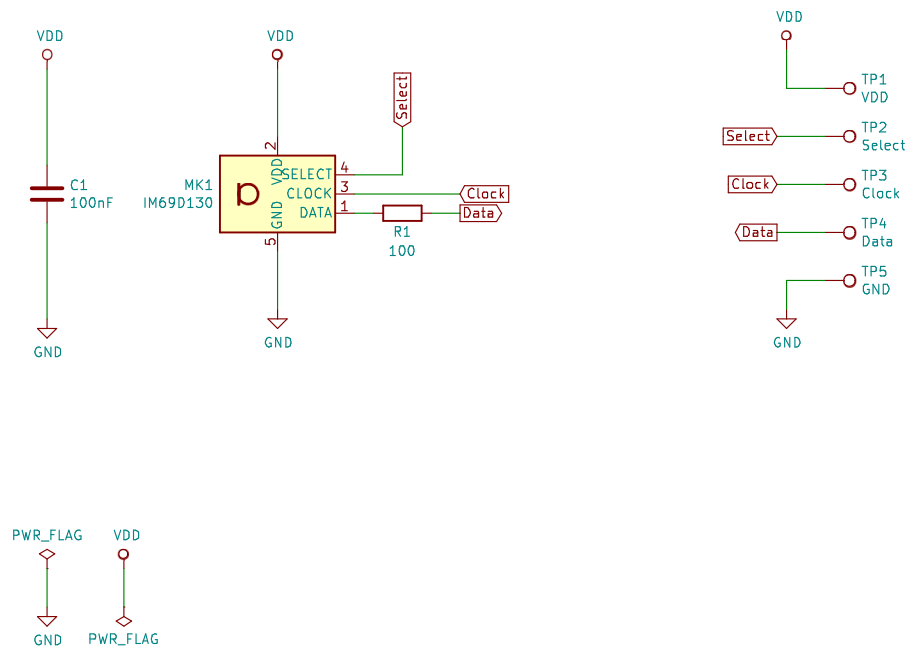 VDD
VDD
VDD
C1
100nF
GND
MK1
IM69D130
2
VDD
SELECT
4
CLOCK
3
DATA
1
GND
5
GND
Select
Clock
Data
R1
100
TP1
VDD
Select
TP2
Select
Clock
TP3
Clock
Data
TP4
Data
TP5
GND
GND
PWR_FLAG
VDD
GND
PWR_FLAG